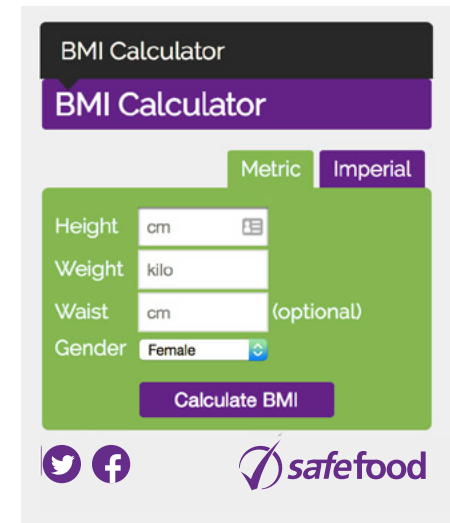 BMI Calculator
BMI Calculator
Metric Imperial
Height cm
Weight kilo
Waist cm (optional)
Gender Female
Calculate BMI
safefood